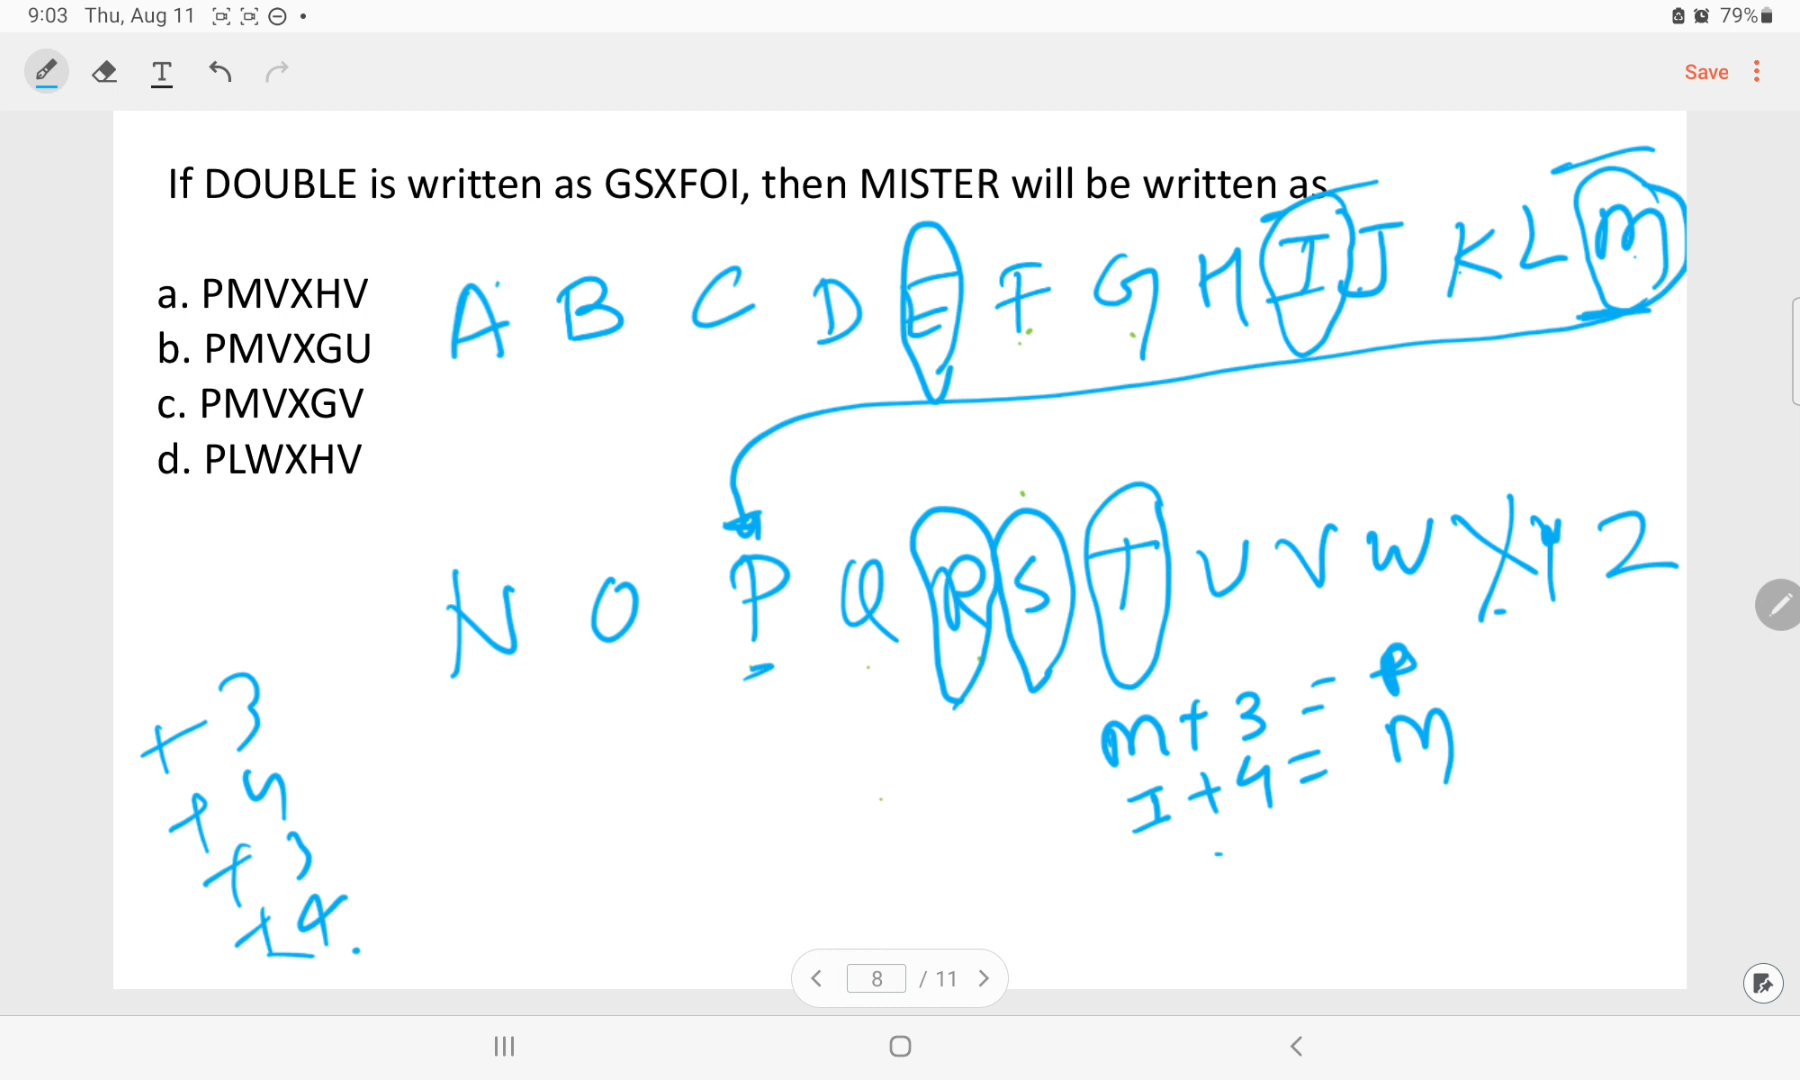 9:03 Thu, Aug 11
79%
T
Save
If DOUBLE is written as GSXFOI, then MISTER will be written as
a. PMVXHV
b. PMVXGU
c. PMVXGV
d. PLWXHV
A B C D E F G H I J K L M
N O P Q R S T U V W X Y Z
+ 3
+ 4
+ 3
+ 4.
M + 3 = P
I + 4 = M
8 / 11